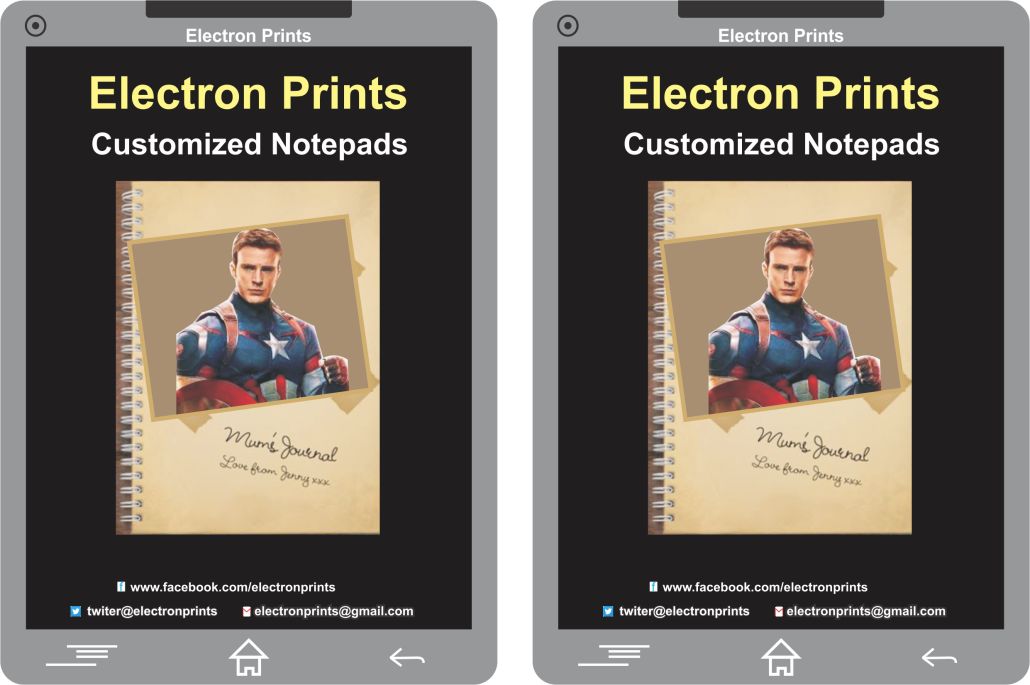 Electron Prints
Electron Prints
Customized Notepads
Mum's Journal
Love from Jenny xxx
www.facebook.com/electronprints
twiter@electronprints electronprints@gmail.com
Electron Prints
Electron Prints
Customized Notepads
Mum's Journal
Love from Jenny xxx
www.facebook.com/electronprints
twiter@electronprints electronprints@gmail.com